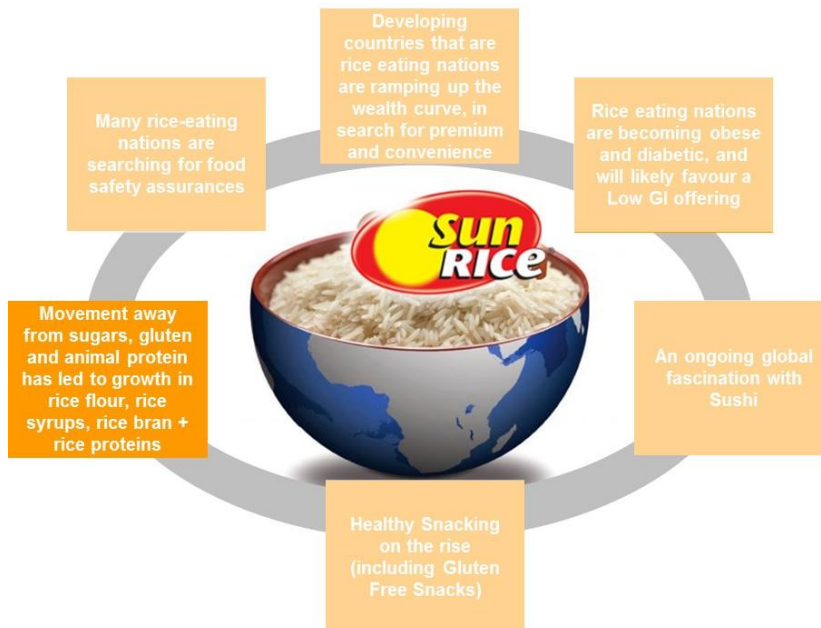 Developing
countries that are
rice eating nations
are ramping up the
wealth curve, in
search for premium
and convenience
Many rice-eating
nations are
searching for food
safety assurances
Rice eating nations
are becoming obese
and diabetic, and
will likely favour a
Low GI offering
Sun
RICE
Movement away
from sugars, gluten
and animal protein
has led to growth in
rice flour, rice
syrups, rice bran +
rice proteins
An ongoing global
fascination with
Sushi
Healthy Snacking
on the rise
(including Gluten
Free Snacks)